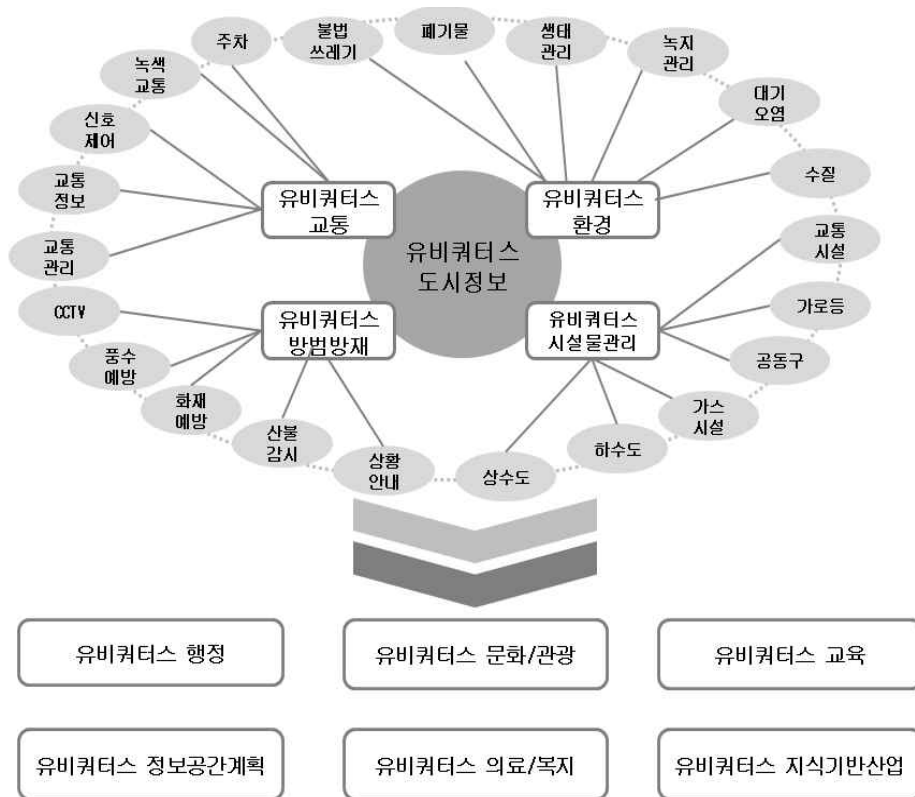 주차
불법
쓰레기
폐기물
생태
관리
녹지
관리
녹색
교통
대기
오염
신호
제어
수질
교통
정보
유비쿼터스
교통
유비쿼터스
환경
교통
시설
교통
관리
유비쿼터스
도시정보
CCTV
유비쿼터스
방범방재
유비쿼터스
시설물관리
가로등
풍수
예방
공동구
화재
예방
가스
시설
산불
감시
하수도
상황
안내
상수도
유비쿼터스 행정
유비쿼터스 문화/관광
유비쿼터스 교육
유비쿼터스 정보공간계획
유비쿼터스 의료/복지
유비쿼터스 지식기반산업